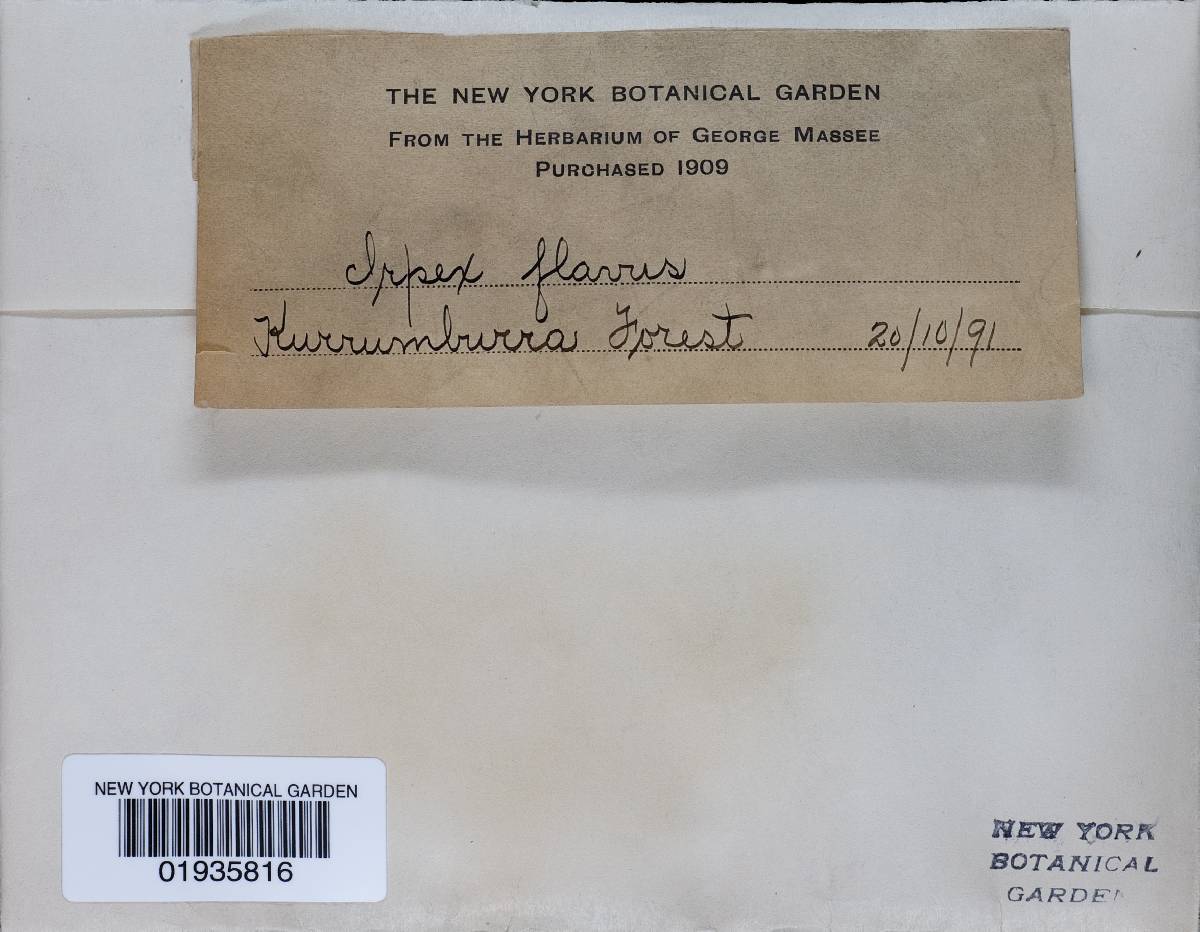 THE NEW YORK BOTANICAL GARDEN
FROM THE HERBARIUM OF GEORGE MASSEE
PURCHASED 1909
Irpex flavus
Kurrumburra Forest 20/10/91
NEW YORK BOTANICAL GARDEN
01935816
NEW YORK
BOTANICAL
GARDEN